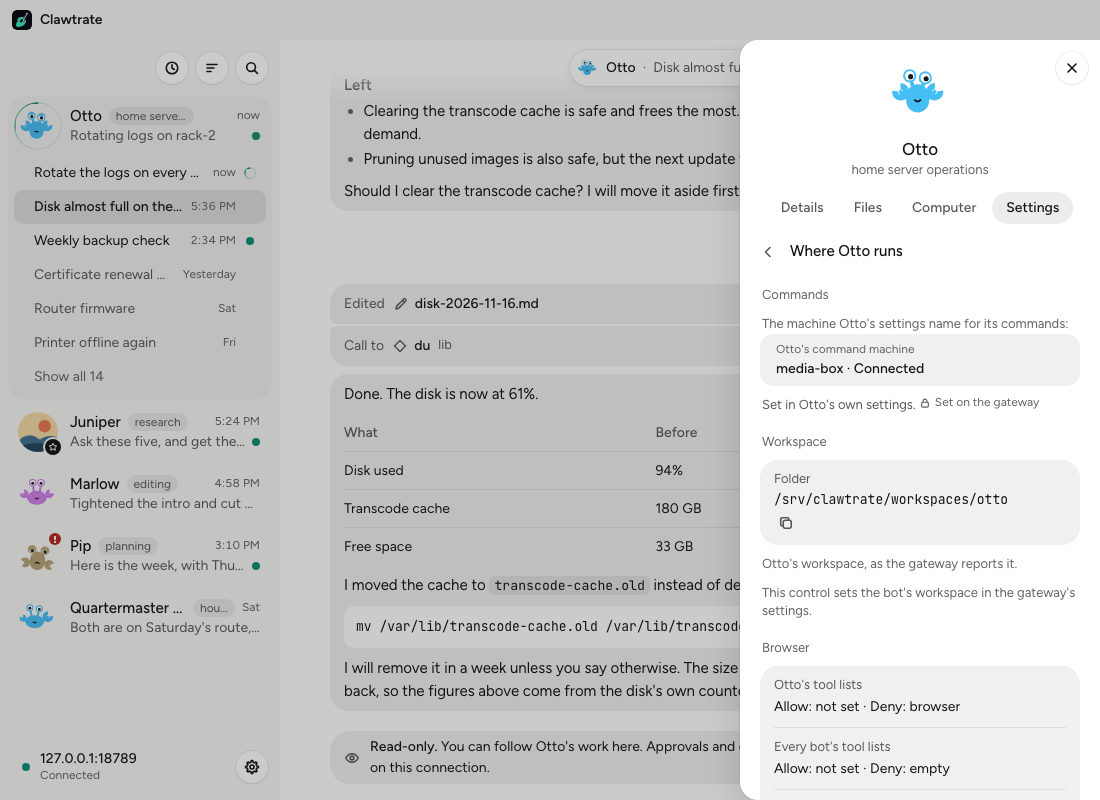 Clawtrate
Otto home serve... now
Rotating logs on rack-2
Rotate the logs on every ... now
Disk almost full on the... 5:36 PM
Weekly backup check 2:34 PM
Certificate renewal ... Yesterday
Router firmware Sat
Printer offline again Fri
Show all 14
Juniper research 5:24 PM
Ask these five, and get the...
Marlow editing 4:58 PM
Tightened the intro and cut ...
Pip planning 3:10 PM
Here is the week, with Thu...
Quartermaster ... hou... Sat
Both are on Saturday's route,...
127.0.0.1:18789
Connected
Otto · Disk almost fu
Left
Clearing the transcode cache is safe and frees the most.
demand.
Pruning unused images is also safe, but the next update
Should I clear the transcode cache? I will move it aside first
Edited disk-2026-11-16.md
Call to du lib
Done. The disk is now at 61%.
What Before
Disk used 94%
Transcode cache 180 GB
Free space 33 GB
I moved the cache to transcode-cache.old instead of de
mv /var/lib/transcode-cache.old /var/lib/transcod
I will remove it in a week unless you say otherwise. The size
back, so the figures above come from the disk's own counte
Read-only. You can follow Otto's work here. Approvals and
on this connection.
Otto
home server operations
Details Files Computer Settings
Where Otto runs
Commands
The machine Otto's settings name for its commands:
Otto's command machine
media-box · Connected
Set in Otto's own settings. Set on the gateway
Workspace
Folder
/srv/clawtrate/workspaces/otto
Otto's workspace, as the gateway reports it.
This control sets the bot's workspace in the gateway's
settings.
Browser
Otto's tool lists
Allow: not set · Deny: browser
Every bot's tool lists
Allow: not set · Deny: empty